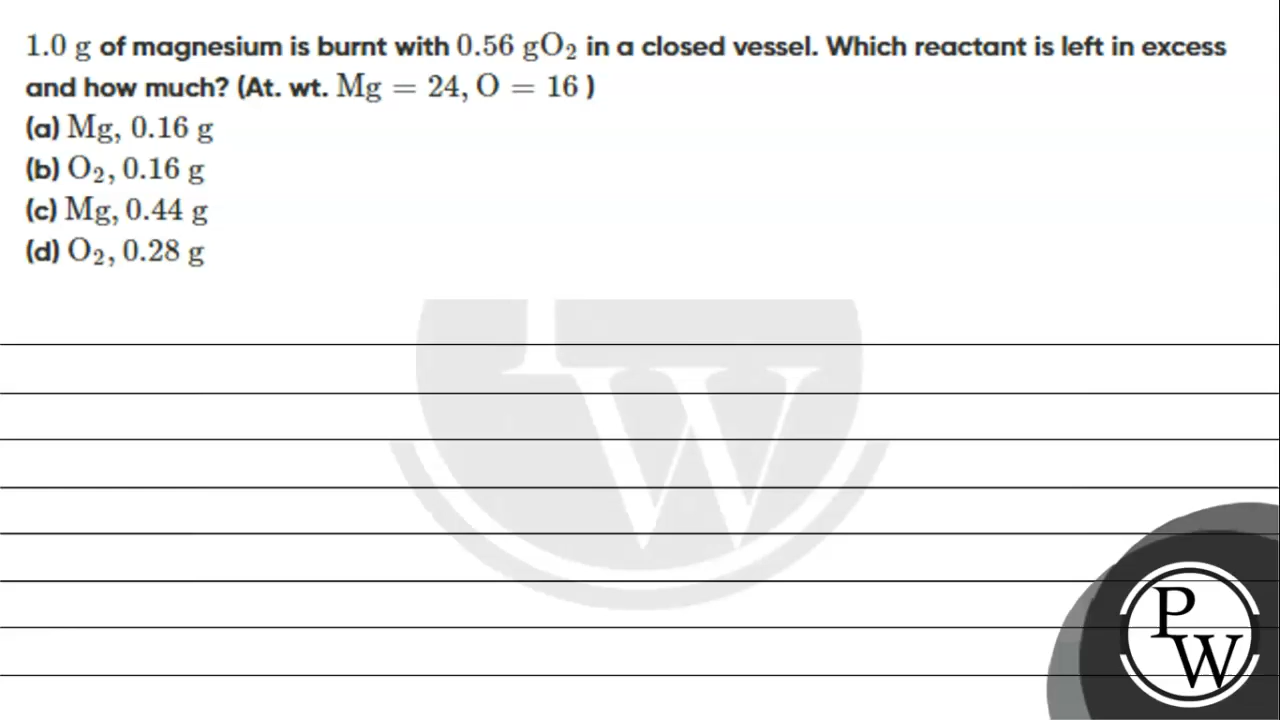 1.0 g of magnesium is burnt with 0.56 gO₂ in a closed vessel. Which reactant is left in excess
and how much? (At. wt. Mg = 24, O = 16 )
(a) Mg, 0.16 g
(b) O₂, 0.16 g
(c) Mg, 0.44 g
(d) O₂, 0.28 g
W
P
W